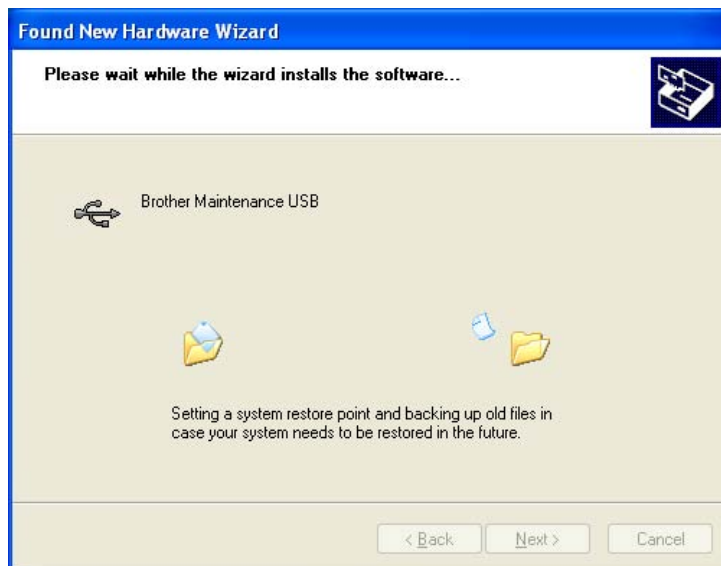 Found New Hardware Wizard
Please wait while the wizard installs the software...
Brother Maintenance USB
Setting a system restore point and backing up old files in
case your system needs to be restored in the future.
< Back Next > Cancel